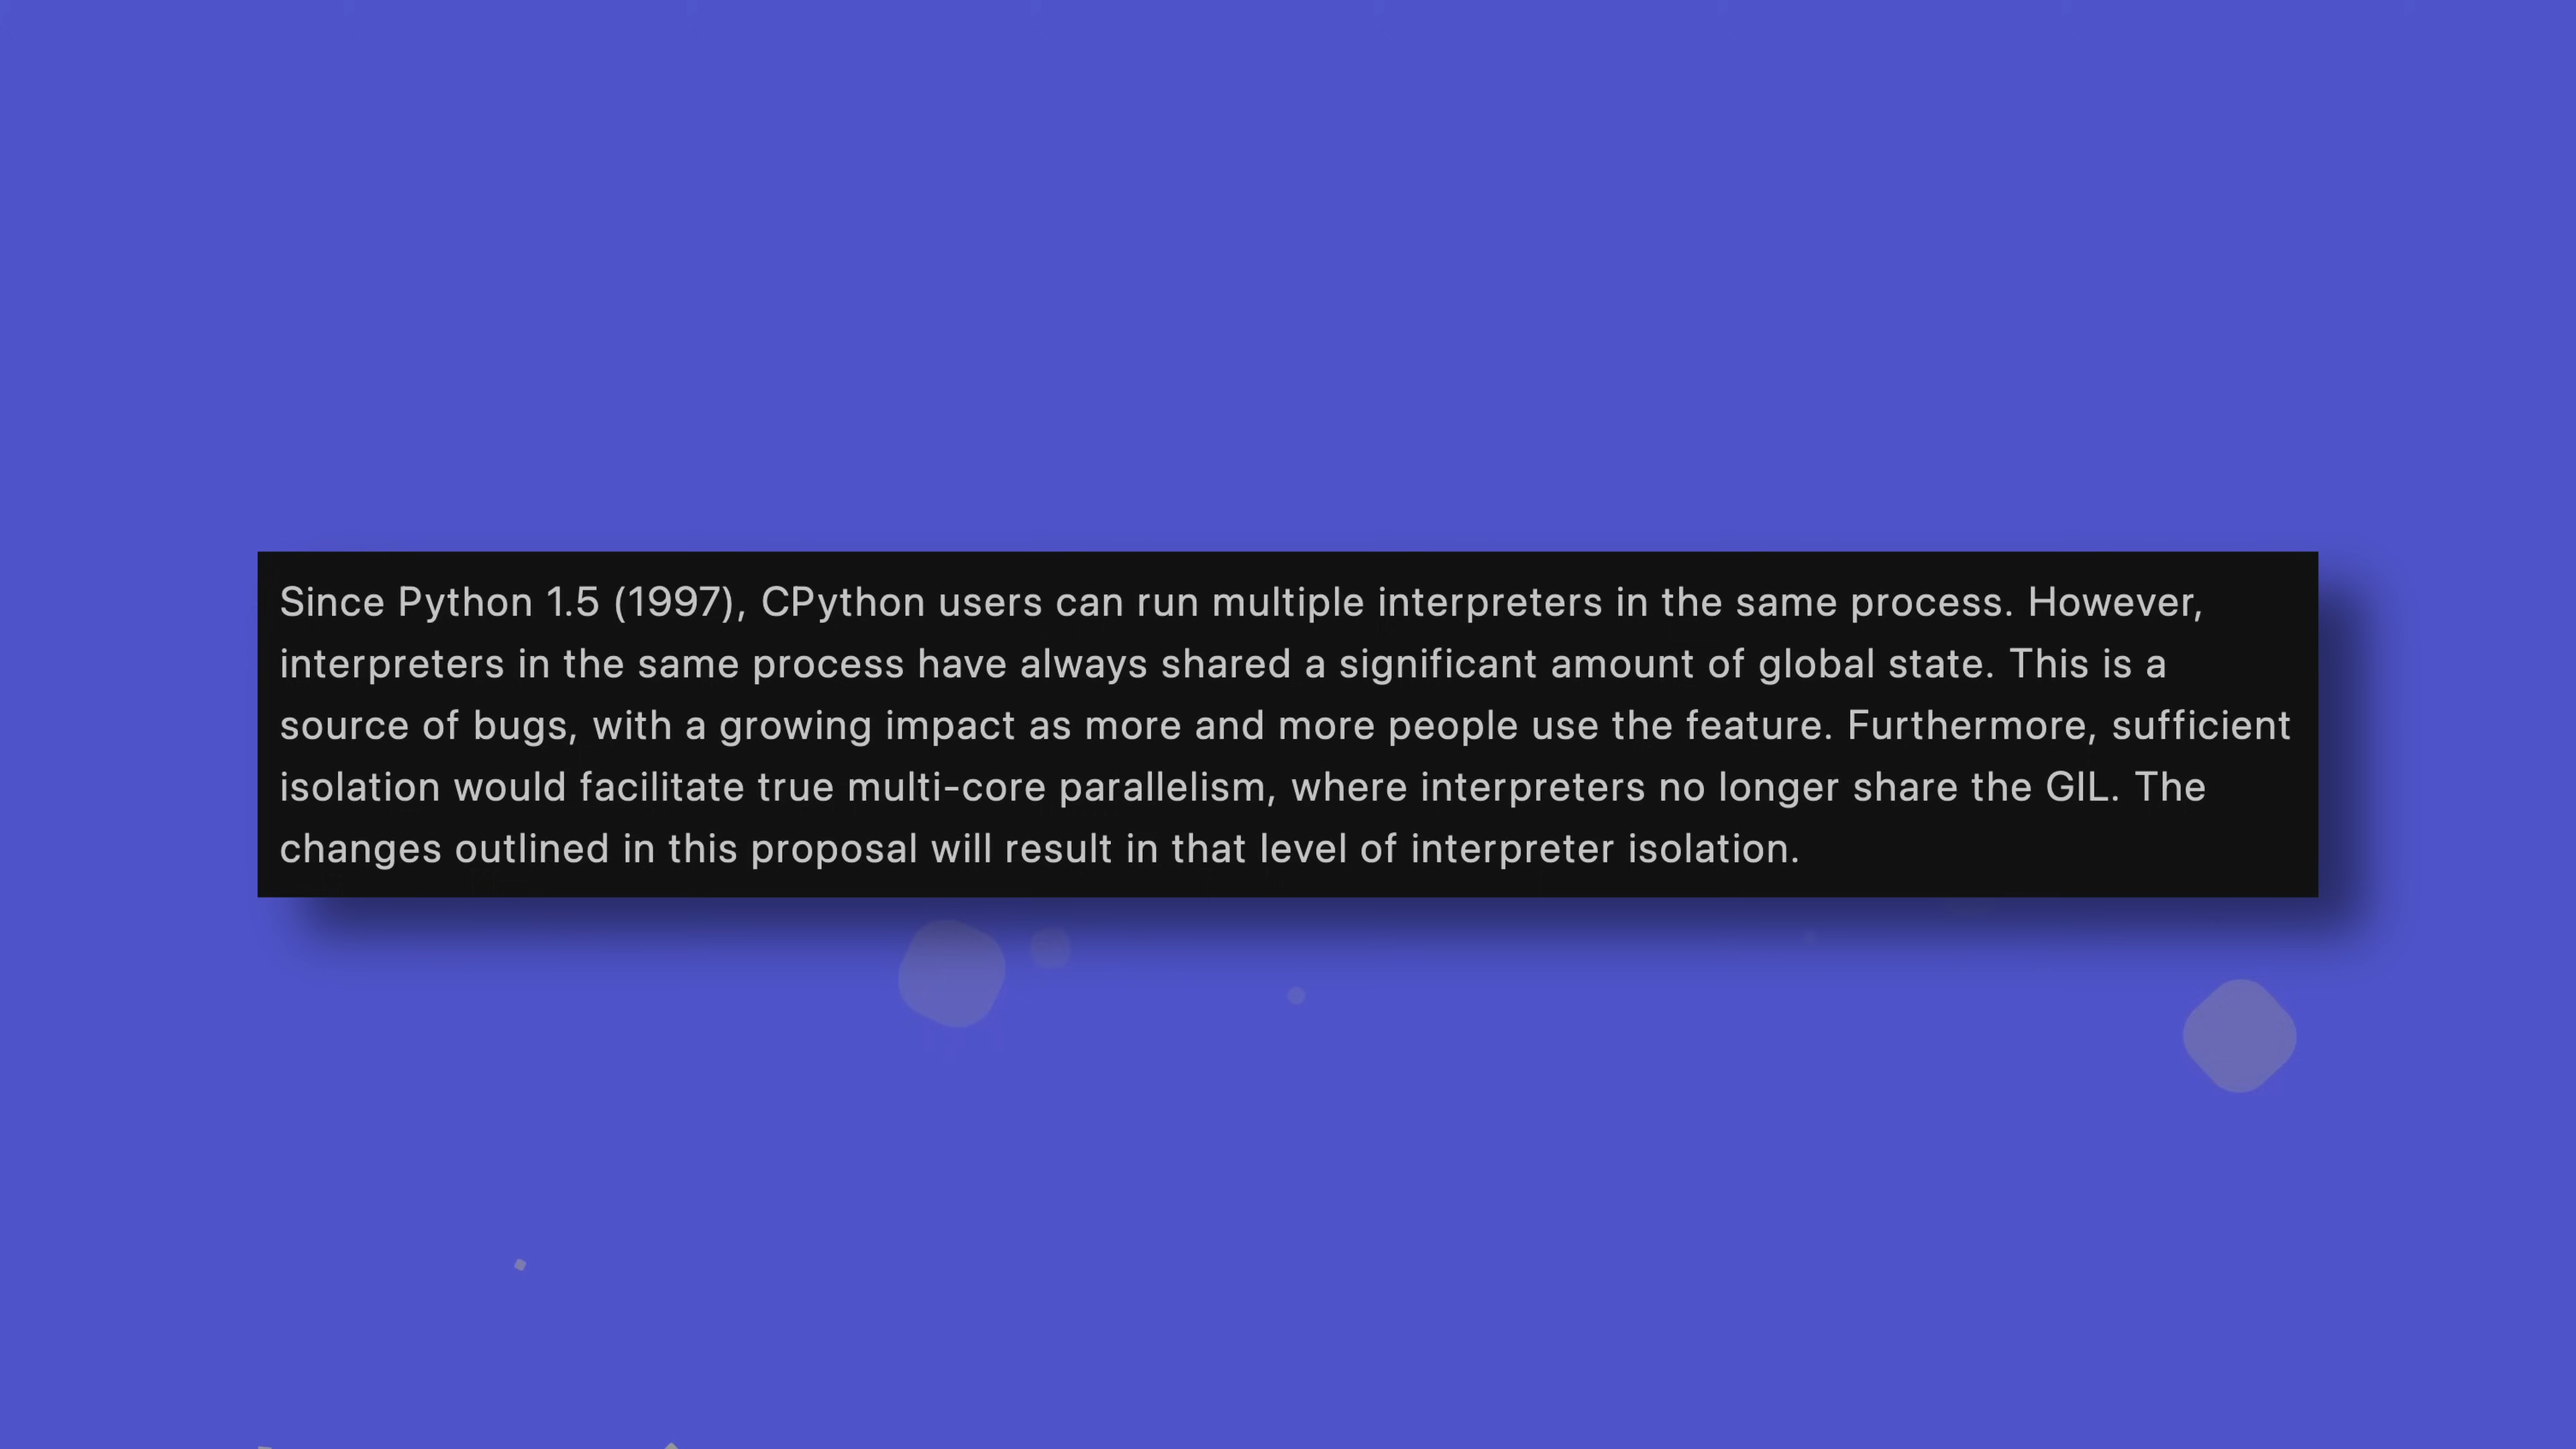 Since Python 1.5 (1997), CPython users can run multiple interpreters in the same process. However,
interpreters in the same process have always shared a significant amount of global state. This is a
source of bugs, with a growing impact as more and more people use the feature. Furthermore, sufficient
isolation would facilitate true multi-core parallelism, where interpreters no longer share the GIL. The
changes outlined in this proposal will result in that level of interpreter isolation.